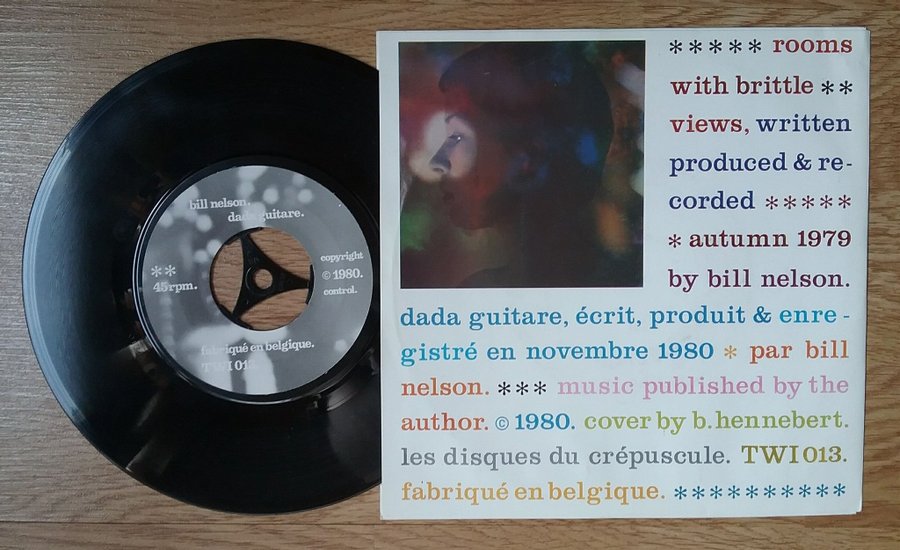 bill nelson.
dada guitare.
**
45rpm.
copyright
© 1980.
control.
fabriqué en belgique.
TWI 013.
***** rooms
with brittle **
views, written
produced & re-
corded *****
* autumn 1979
by bill nelson.
dada guitare, écrit, produit & enre-
gistré en novembre 1980 * par bill
nelson. *** music published by the
author. © 1980. cover by b.hennebert.
les disques du crépuscule. TWI 013.
fabriqué en belgique. **********